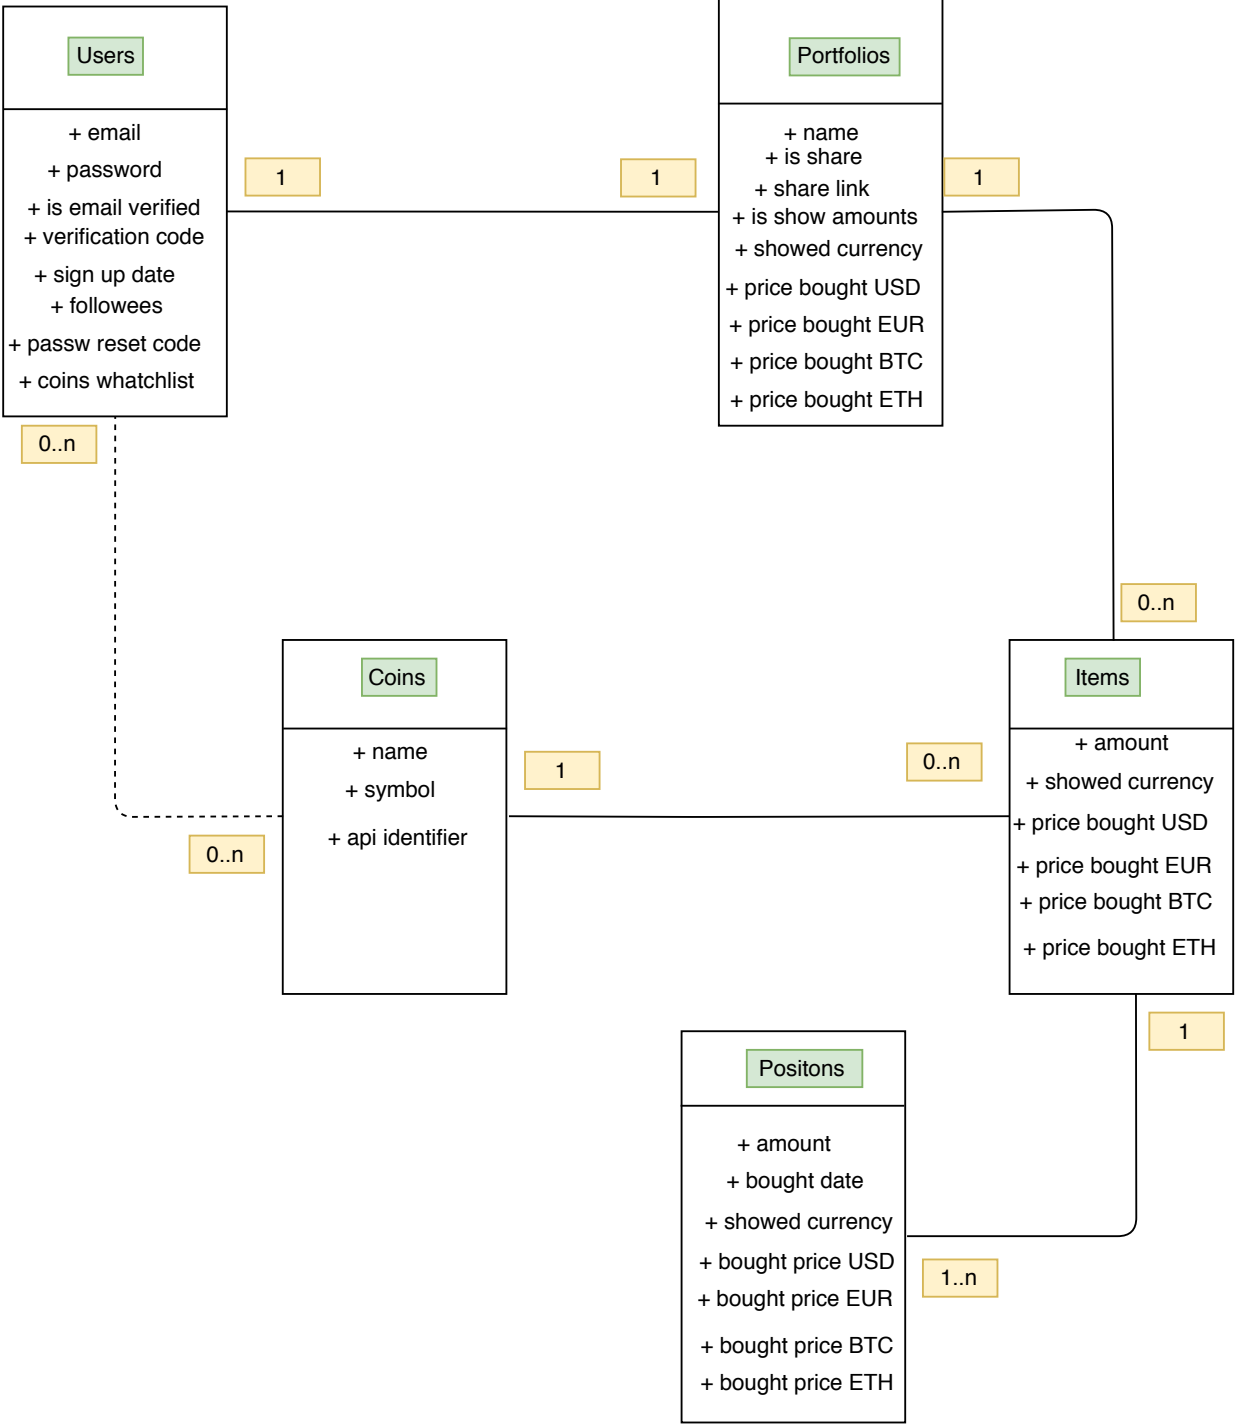 Users
+ email
+ password
+ is email verified
+ verification code
+ sign up date
+ followees
+ passw reset code
+ coins whatchlist
1
1
Portfolios
+ name
+ is share
+ share link
+ is show amounts
+ showed currency
+ price bought USD
+ price bought EUR
+ price bought BTC
+ price bought ETH
1
0..n
0..n
Coins
+ name
+ symbol
+ api identifier
0..n
1
0..n
Items
+ amount
+ showed currency
+ price bought USD
+ price bought EUR
+ price bought BTC
+ price bought ETH
1
Positons
+ amount
+ bought date
+ showed currency
+ bought price USD
+ bought price EUR
+ bought price BTC
+ bought price ETH
1..n